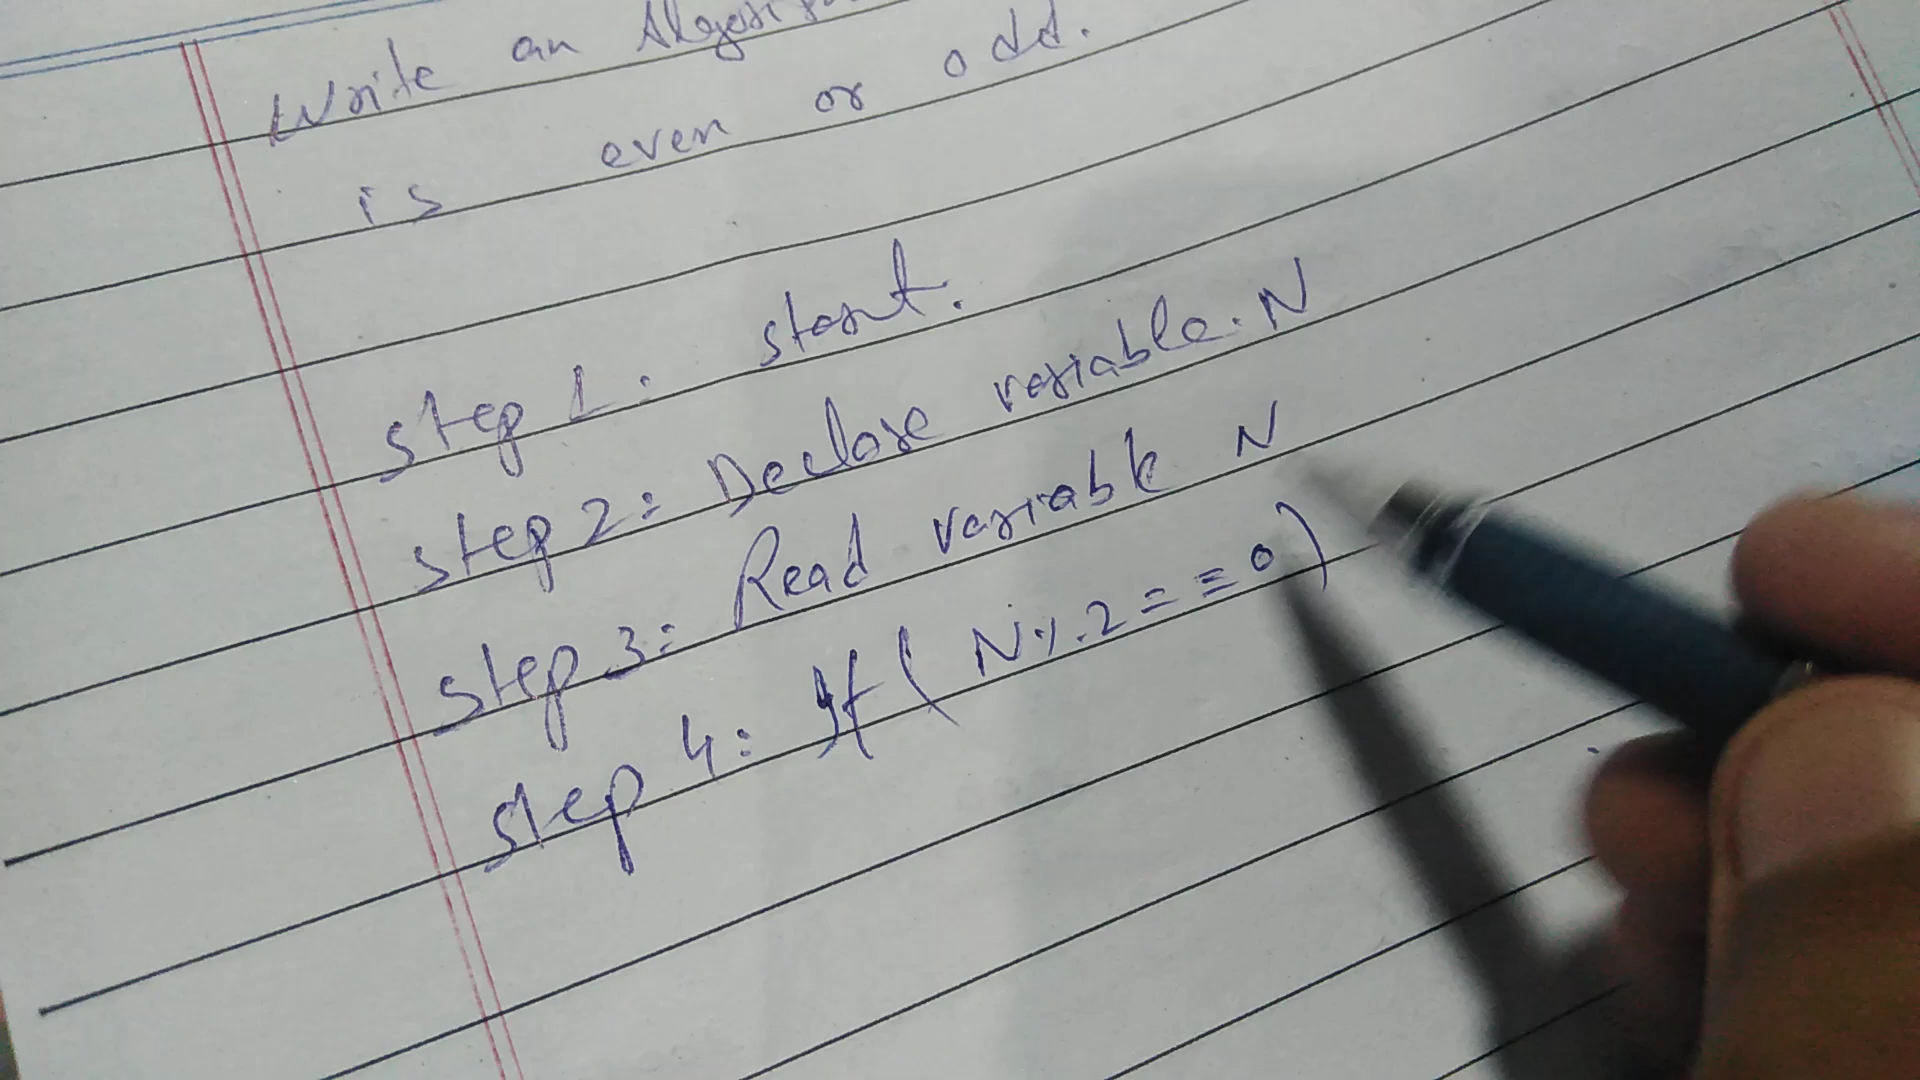 Write an
is even or odd.
step 1: start.
step 2: Declare variable. N
step 3: Read variable N
step 4: If ( N % 2 = = 0 )